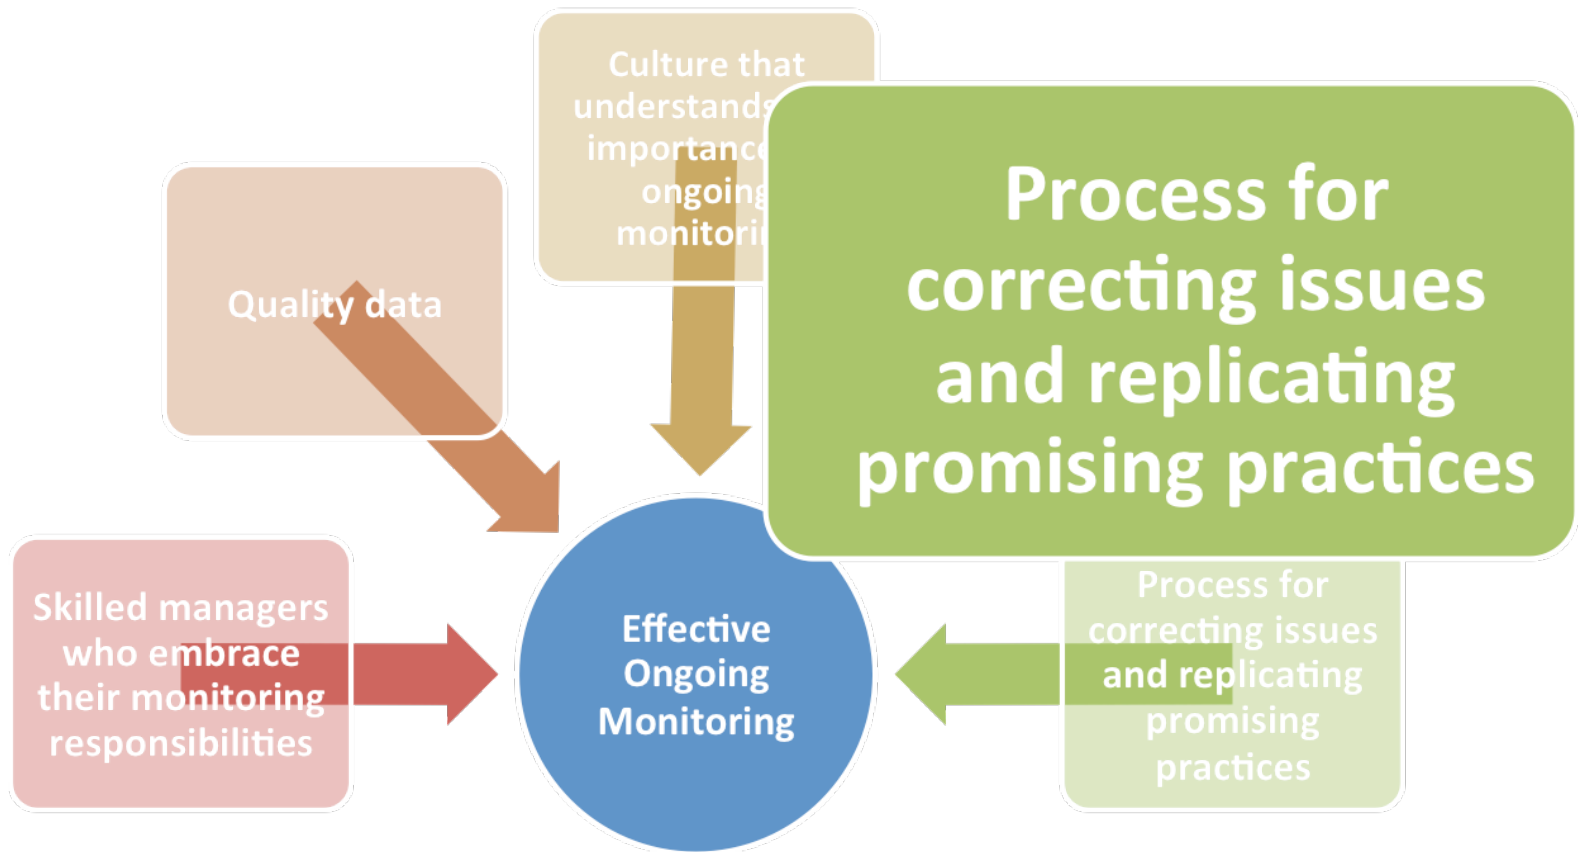 Culture that
understands
importance
ongoing
Process for
correcting issues
and replicating
promising practices
Quality data
Skilled managers
who embrace
their monitoring
responsibilities
Effective
Ongoing
Monitoring
Process for
correcting issues
and replicating
promising
practices